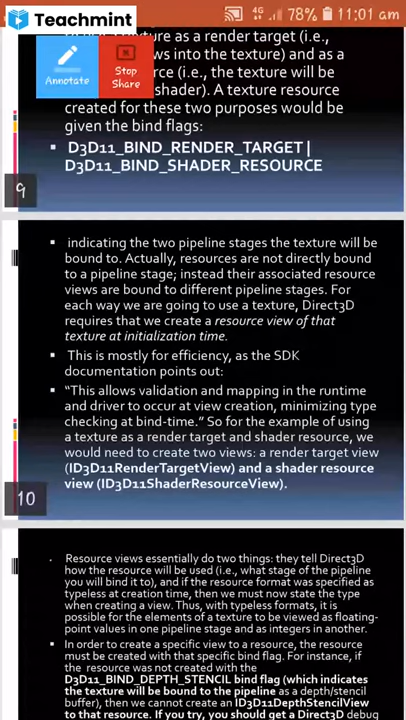 Teachmint
4G
78%
11:01 am
texture as a render target (i.e.,
ws into the texture) and as a
rce (i.e., the texture will be
shader). A texture resource
Annotate
Stop
Share
created for these two purposes would be
given the bind flags:
▪ D3D11_BIND_RENDER_TARGET |
D3D11_BIND_SHADER_RESOURCE
9
▪ indicating the two pipeline stages the texture will be
bound to. Actually, resources are not directly bound
to a pipeline stage; instead their associated resource
views are bound to different pipeline stages. For
each way we are going to use a texture, Direct3D
requires that we create a resource view of that
texture at initialization time.
▪ This is mostly for efficiency, as the SDK
documentation points out:
▪ “This allows validation and mapping in the runtime
and driver to occur at view creation, minimizing type
checking at bind-time.” So for the example of using
a texture as a render target and shader resource, we
would need to create two views: a render target view
(ID3D11RenderTargetView) and a shader resource
view (ID3D11ShaderResourceView).
10
▪ Resource views essentially do two things: they tell Direct3D
how the resource will be used (i.e., what stage of the pipeline
you will bind it to), and if the resource format was specified as
typeless at creation time, then we must now state the type
when creating a view. Thus, with typeless formats, it is
possible for the elements of a texture to be viewed as floating-
point values in one pipeline stage and as integers in another.
▪ In order to create a specific view to a resource, the resource
must be created with that specific bind flag. For instance, if
the resource was not created with the
D3D11_BIND_DEPTH_STENCIL bind flag (which indicates
the texture will be bound to the pipeline as a depth/stencil
buffer), then we cannot create an ID3D11DepthStencilView
to that resource. If you try, you should get a Direct3D debug